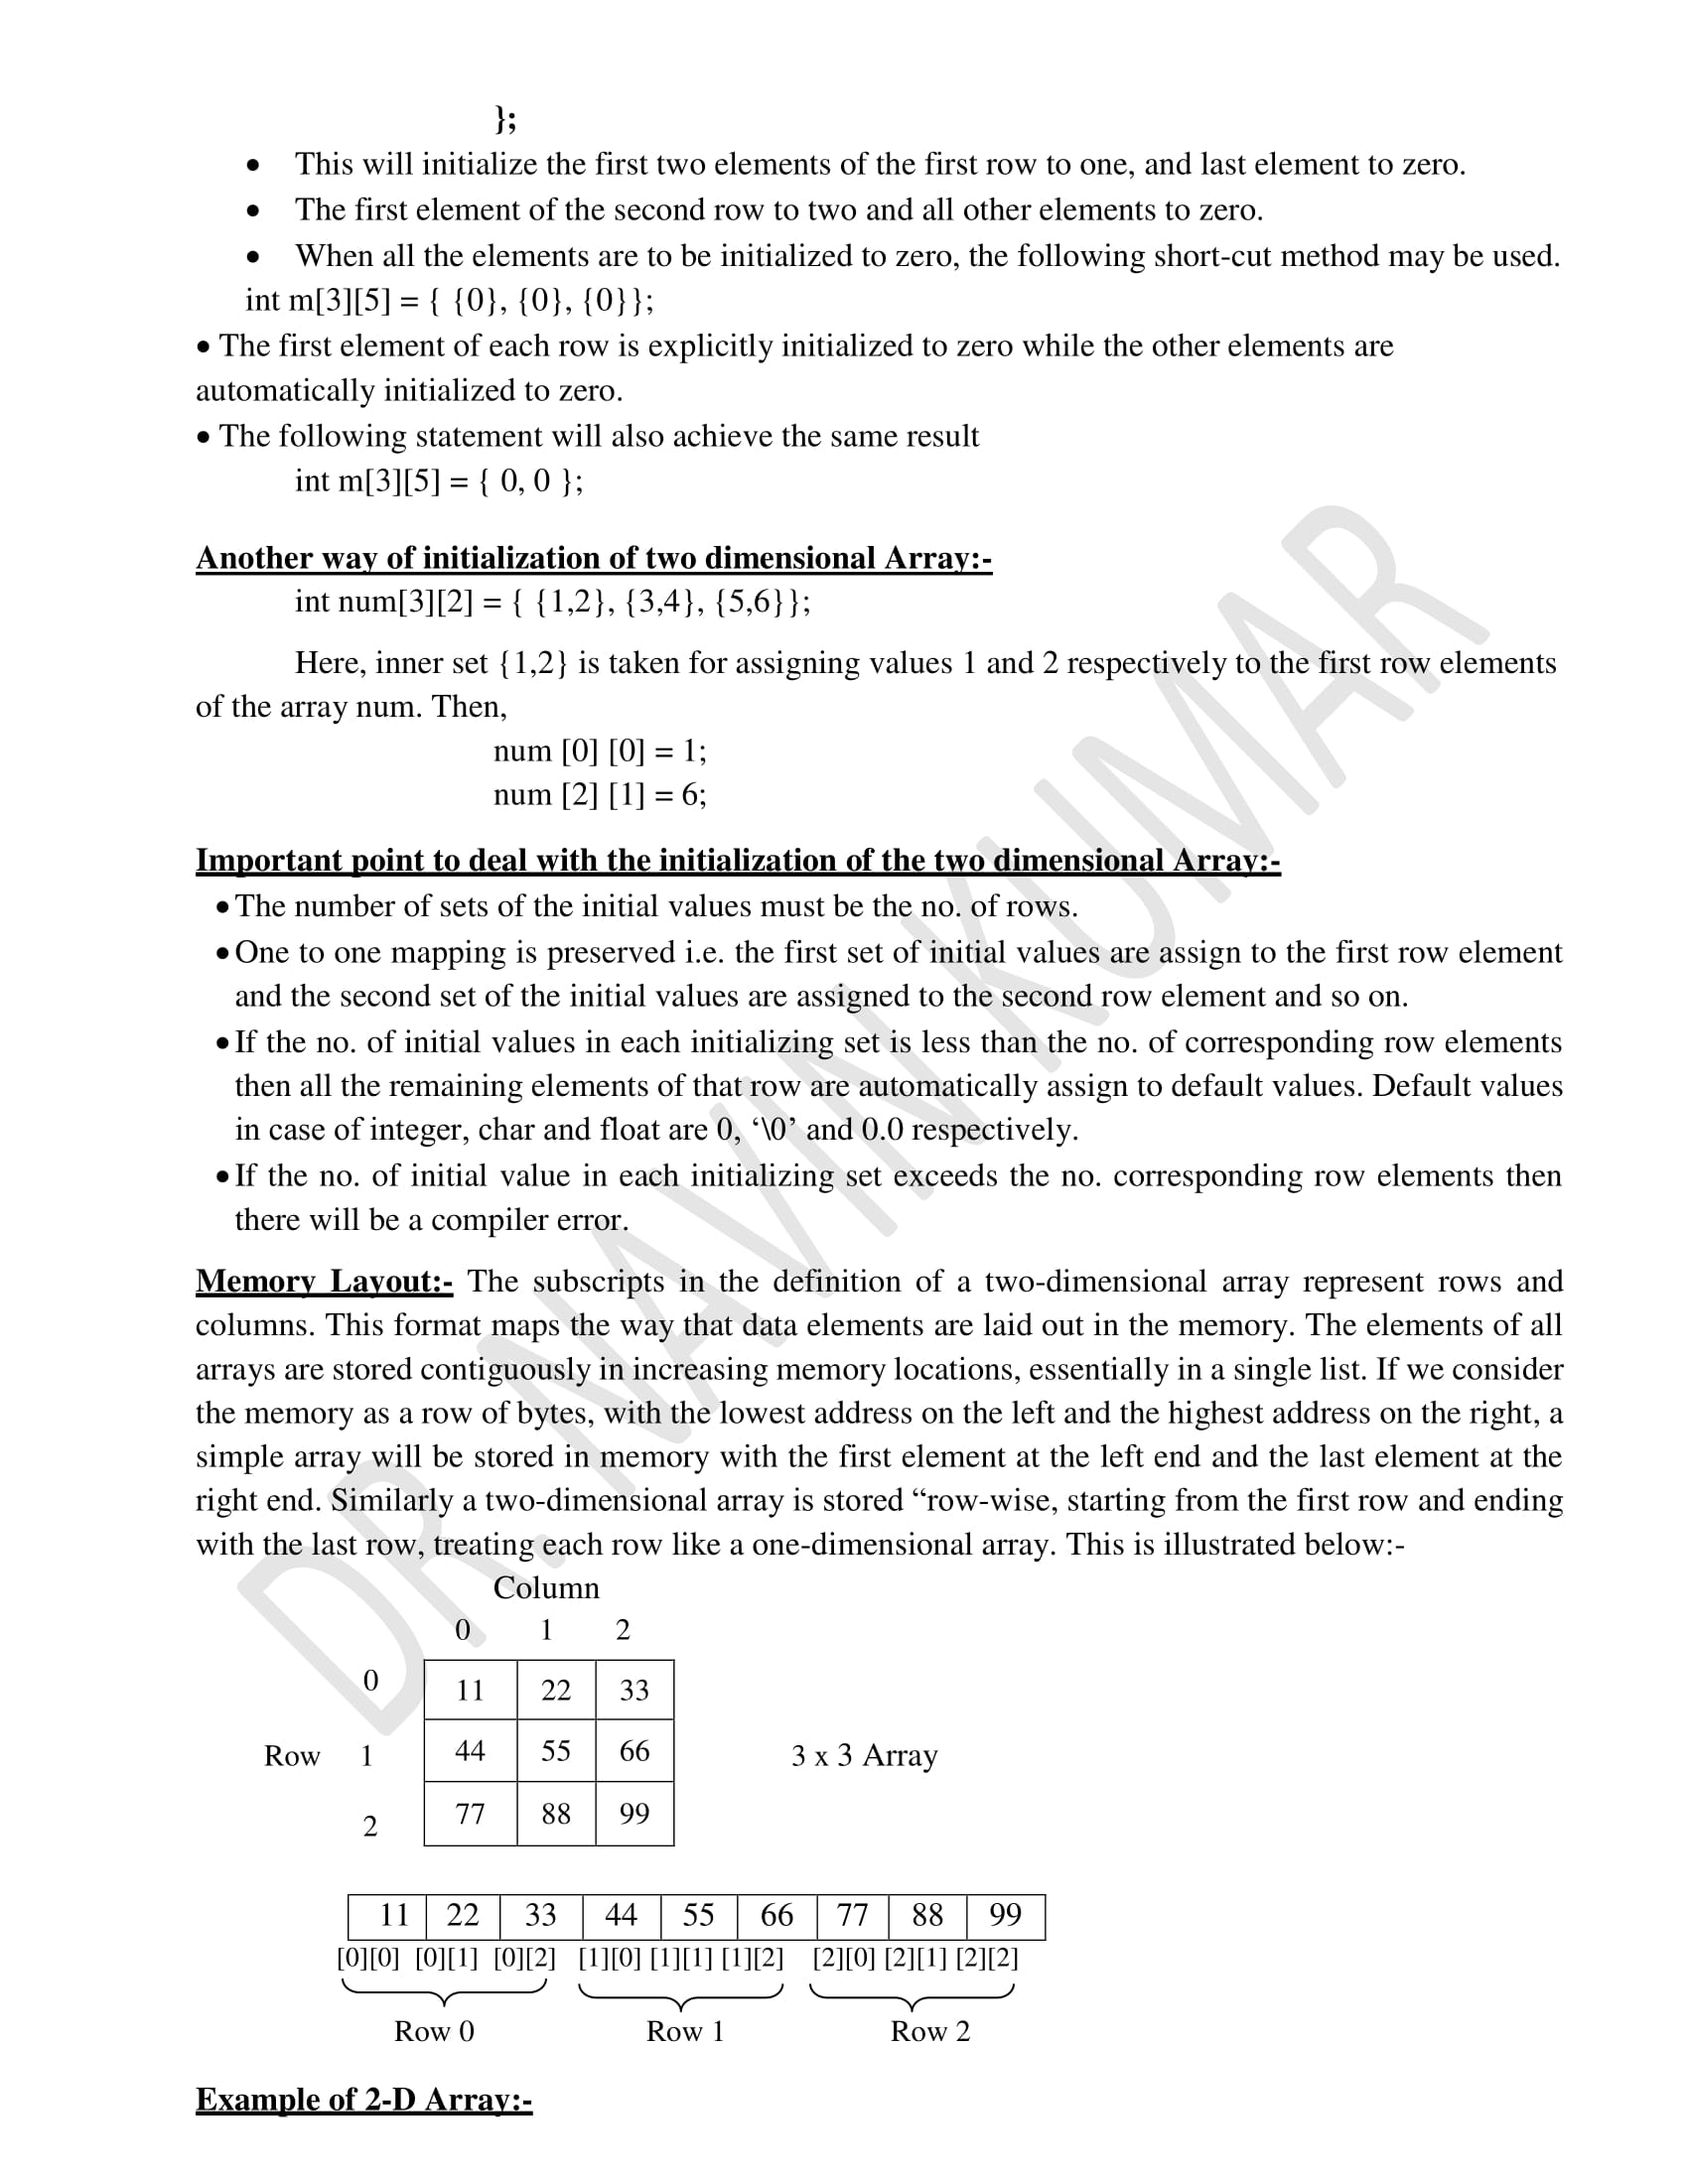 };
• This will initialize the first two elements of the first row to one, and last element to zero.
• The first element of the second row to two and all other elements to zero.
• When all the elements are to be initialized to zero, the following short-cut method may be used.
int m[3][5] = { {0}, {0}, {0}};
• The first element of each row is explicitly initialized to zero while the other elements are
automatically initialized to zero.
• The following statement will also achieve the same result
int m[3][5] = { 0, 0 };
Another way of initialization of two dimensional Array:-
int num[3][2] = { {1,2}, {3,4}, {5,6}};
Here, inner set {1,2} is taken for assigning values 1 and 2 respectively to the first row elements
of the array num. Then,
num [0] [0] = 1;
num [2] [1] = 6;
Important point to deal with the initialization of the two dimensional Array:-
• The number of sets of the initial values must be the no. of rows.
• One to one mapping is preserved i.e. the first set of initial values are assign to the first row element
and the second set of the initial values are assigned to the second row element and so on.
• If the no. of initial values in each initializing set is less than the no. of corresponding row elements
then all the remaining elements of that row are automatically assign to default values. Default values
in case of integer, char and float are 0, ‘\0’ and 0.0 respectively.
• If the no. of initial value in each initializing set exceeds the no. corresponding row elements then
there will be a compiler error.
Memory Layout:- The subscripts in the definition of a two-dimensional array represent rows and
columns. This format maps the way that data elements are laid out in the memory. The elements of all
arrays are stored contiguously in increasing memory locations, essentially in a single list. If we consider
the memory as a row of bytes, with the lowest address on the left and the highest address on the right, a
simple array will be stored in memory with the first element at the left end and the last element at the
right end. Similarly a two-dimensional array is stored “row-wise, starting from the first row and ending
with the last row, treating each row like a one-dimensional array. This is illustrated below:-
Column
0 1 2
0 11 22 33
Row 1 44 55 66 3 x 3 Array
2 77 88 99
11 22 33 44 55 66 77 88 99
[0][0] [0][1] [0][2] [1][0] [1][1] [1][2] [2][0] [2][1] [2][2]
Row 0 Row 1 Row 2
Example of 2-D Array:-
DR. NAVIN KUMAR